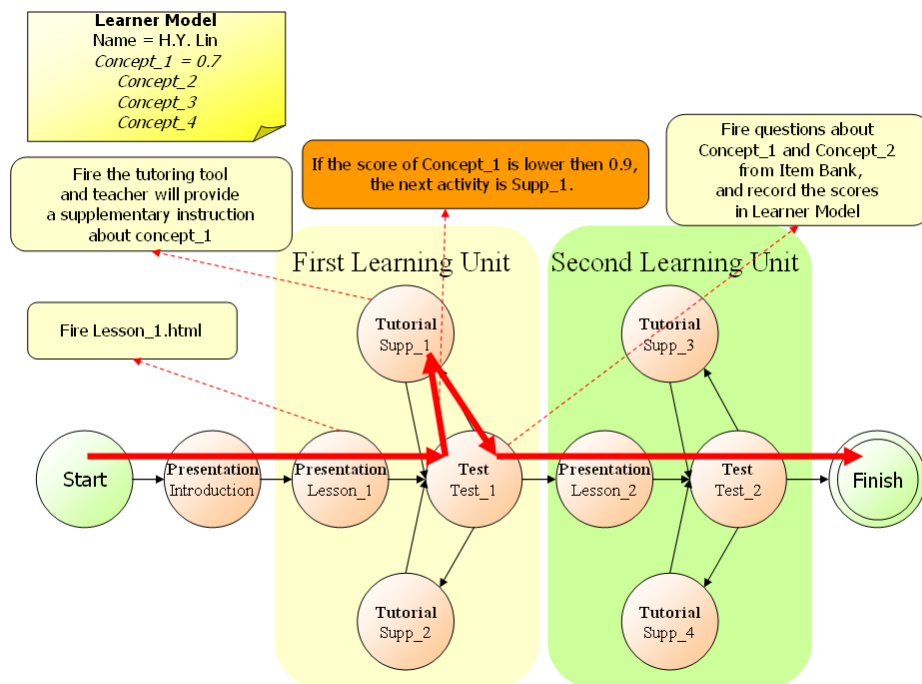 Learner Model
Name = H.Y. Lin
Concept_1 = 0.7
Concept_2
Concept_3
Concept_4
Fire the tutoring tool
and teacher will provide
a supplementary instruction
about concept_1
If the score of Concept_1 is lower then 0.9,
the next activity is Supp_1.
Fire questions about
Concept_1 and Concept_2
from Item Bank,
and record the scores
in Learner Model
First Learning Unit
Second Learning Unit
Fire Lesson_1.html
Tutorial
Supp_1
Tutorial
Supp_3
Start
Presentation
Introduction
Presentation
Lesson_1
Test
Test_1
Presentation
Lesson_2
Test
Test_2
Finish
Tutorial
Supp_2
Tutorial
Supp_4